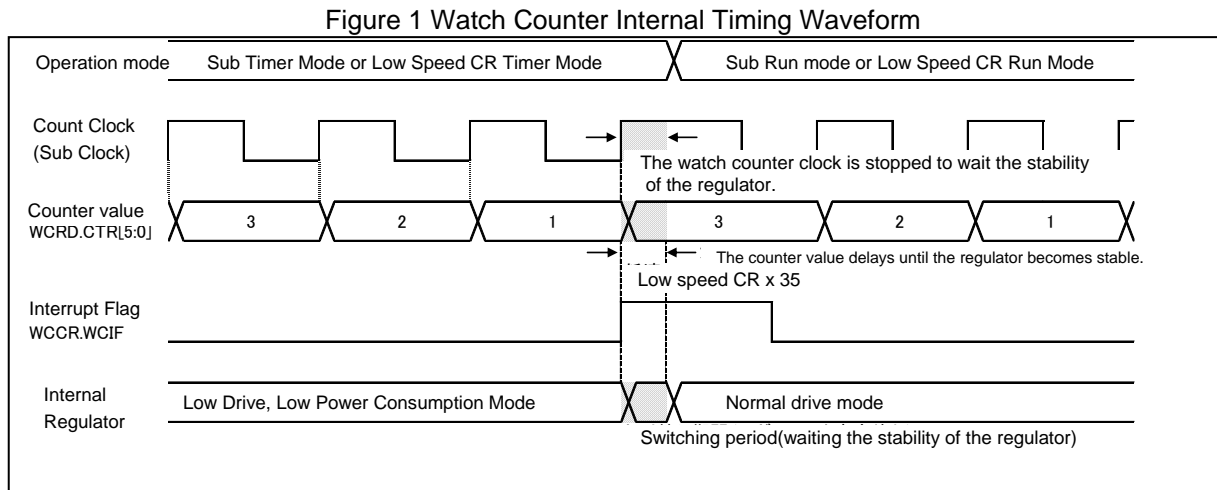 Figure 1 Watch Counter Internal Timing Waveform
Operation mode
Sub Timer Mode or Low Speed CR Timer Mode
Sub Run mode or Low Speed CR Run Mode
Count Clock
(Sub Clock)
The watch counter clock is stopped to wait the stability
of the regulator.
Counter value
WCRD.CTR[5:0]
3
2
1
3
2
1
The counter value delays until the regulator becomes stable.
Low speed CR x 35
Interrupt Flag
WCCR.WCIF
Internal
Regulator
Low Drive, Low Power Consumption Mode
Normal drive mode
Switching period(waiting the stability of the regulator)